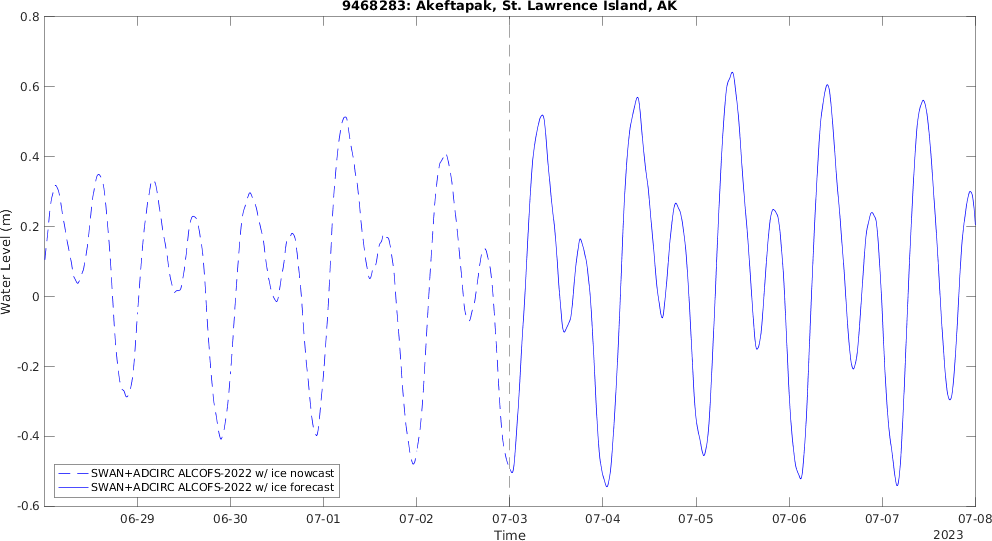 9468283: Akeftapak, St. Lawrence Island, AK
0.8
0.6
0.4
0.2
0
-0.2
-0.4
-0.6
Water Level (m)
SWAN+ADCIRC ALCOFS-2022 w/ ice nowcast
SWAN+ADCIRC ALCOFS-2022 w/ ice forecast
06-29 06-30 07-01 07-02 07-03 07-04 07-05 07-06 07-07 07-08
Time
2023